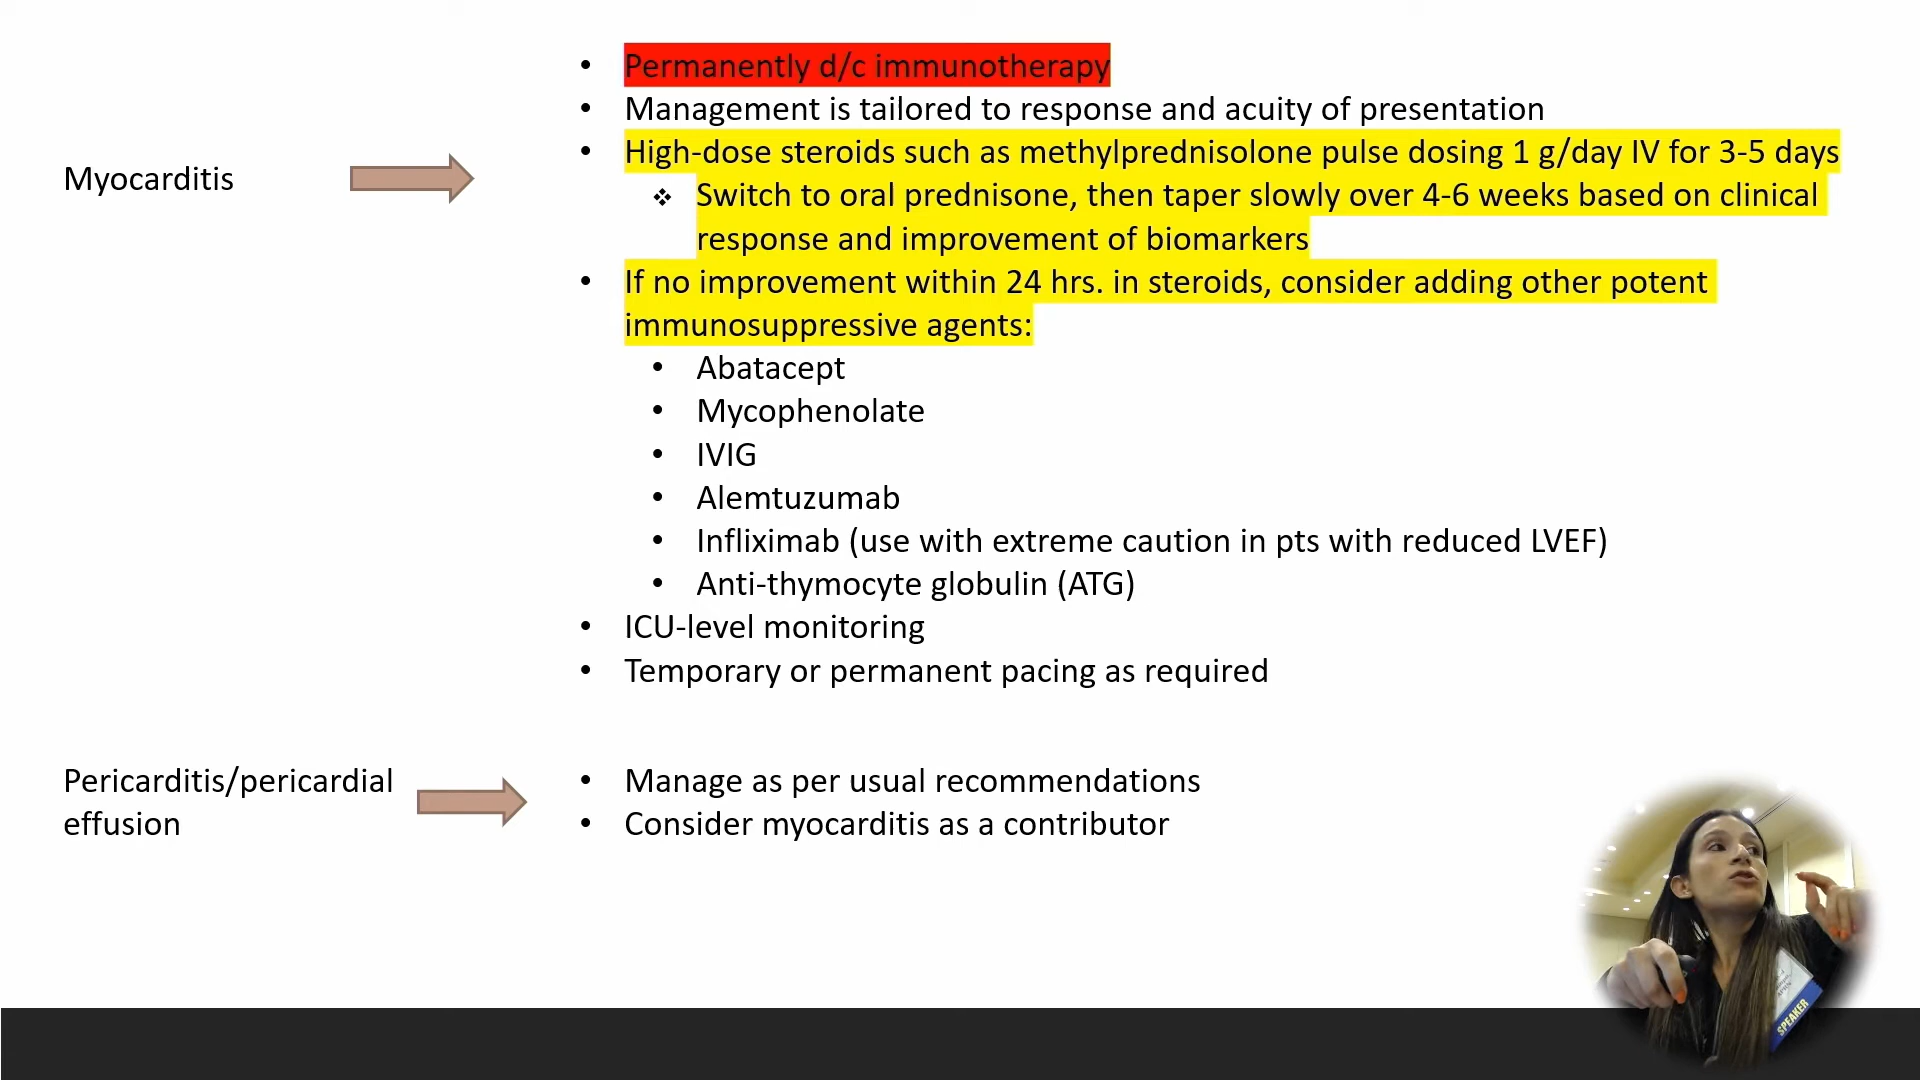 Permanently d/c immunotherapy
Management is tailored to response and acuity of presentation
Myocarditis
High-dose steroids such as methylprednisolone pulse dosing 1 g/day IV for 3-5 days
Switch to oral prednisone, then taper slowly over 4-6 weeks based on clinical
response and improvement of biomarkers
If no improvement within 24 hrs. in steroids, consider adding other potent
immunosuppressive agents:
Abatacept
Mycophenolate
IVIG
Alemtuzumab
Infliximab (use with extreme caution in pts with reduced LVEF)
Anti-thymocyte globulin (ATG)
ICU-level monitoring
Temporary or permanent pacing as required
Pericarditis/pericardial
effusion
Manage as per usual recommendations
Consider myocarditis as a contributor
SPEAKER